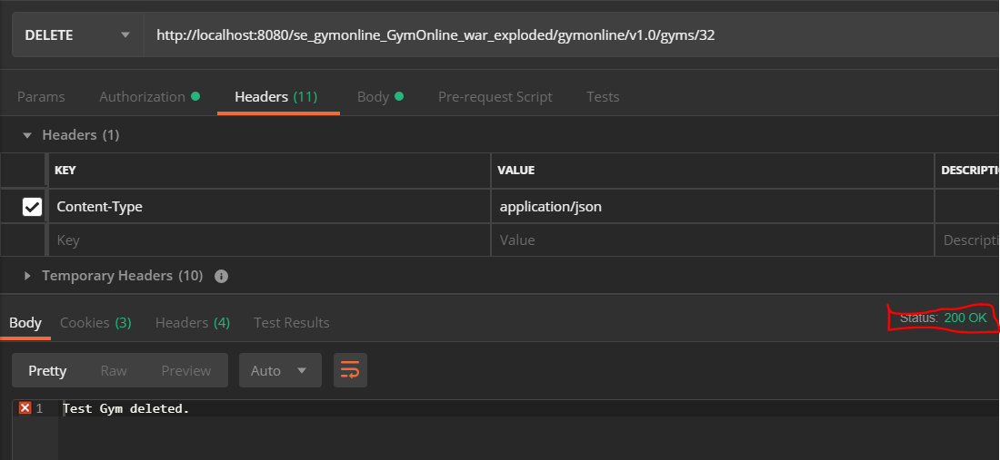 DELETE http://localhost:8080/se_gymonline_GymOnline_war_exploded/gymonline/v1.0/gyms/32
Params Authorization Headers (11) Body Pre-request Script Tests
Headers (1)
KEY VALUE DESCRIPTI
Content-Type application/json
Key Value Descripti
Temporary Headers (10) i
Body Cookies (3) Headers (4) Test Results Status: 200 OK
Pretty Raw Preview Auto
1 Test Gym deleted.